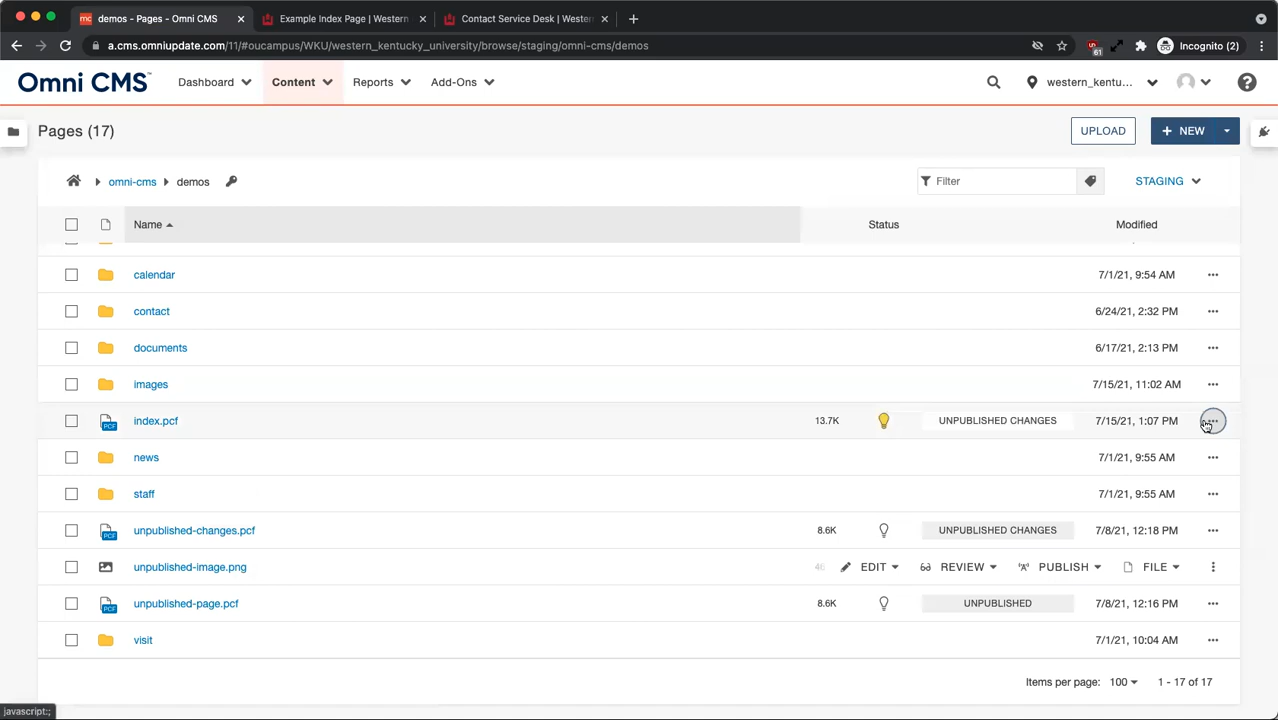 demos - Pages - Omni CMS
Example Index Page | Western
Contact Service Desk | Weste
a.cms.omniupdate.com/11/#oucampus/WKU/western_kentucky_university/browse/staging/omni-cms/demos
61
Incognito (2)
Omni CMS™
Dashboard
Content
Reports
Add-Ons
western_kentu...
Pages (17)
UPLOAD
+ NEW
omni-cms
demos
Filter
STAGING
Name
Status
Modified
calendar
7/1/21, 9:54 AM
contact
6/24/21, 2:32 PM
documents
6/17/21, 2:13 PM
images
7/15/21, 11:02 AM
PCF index.pcf 13.7K UNPUBLISHED CHANGES 7/15/21, 1:07 PM
news
7/1/21, 9:55 AM
staff
7/1/21, 9:55 AM
PCF unpublished-changes.pcf 8.6K UNPUBLISHED CHANGES 7/8/21, 12:18 PM
unpublished-image.png 46 EDIT REVIEW PUBLISH FILE
PCF unpublished-page.pcf 8.6K UNPUBLISHED 7/8/21, 12:16 PM
visit
7/1/21, 10:04 AM
Items per page: 100
1 - 17 of 17
javascript:;